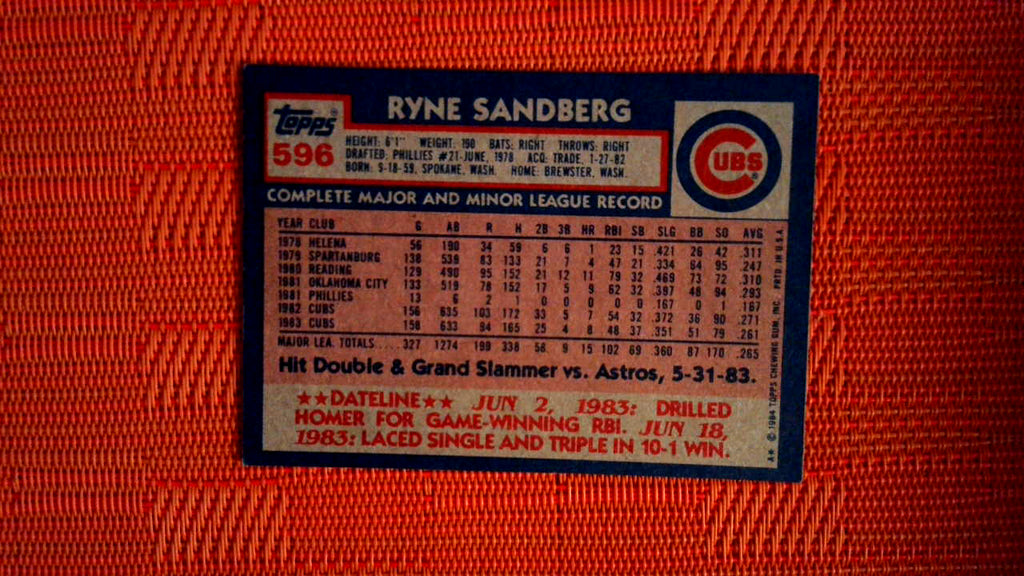 RYNE SANDBERG
Topps®
596
HEIGHT: 6'1" WEIGHT: 190 BATS: RIGHT THROWS: RIGHT
DRAFTED: PHILLIES #21-JUNE, 1978 ACQ: TRADE, 1-27-82
BORN: 9-18-59, SPOKANE, WASH. HOME: BREWSTER, WASH.
CUBS®
COMPLETE MAJOR AND MINOR LEAGUE RECORD
YEAR CLUB G AB R H 2B 3B HR RBI SB SLG BB SO AVG
1978 HELENA 56 190 34 59 6 6 1 23 15 .421 26 42 .311
1979 SPARTANBURG 138 539 83 133 21 7 4 47 21 .334 64 95 .247
1980 READING 129 490 95 152 21 12 11 79 32 .469 73 72 .310
1981 OKLAHOMA CITY 133 519 78 152 17 5 9 62 32 .397 48 94 .293
1981 PHILLIES 13 6 2 1 0 0 0 0 0 .167 0 1 .167
1982 CUBS 156 635 103 172 33 5 7 54 32 .372 36 90 .271
1983 CUBS 158 633 94 165 25 4 8 48 37 .351 51 79 .261
MAJOR LEA. TOTALS.... 327 1274 199 338 58 9 15 102 69 .360 87 170 .265
Hit Double & Grand Slammer vs. Astros, 5-31-83.
★★DATELINE★★ JUN 2, 1983: DRILLED
HOMER FOR GAME-WINNING RBI. JUN 18,
1983: LACED SINGLE AND TRIPLE IN 10-1 WIN.
A* © 1984 TOPPS CHEWING GUM, INC. PRTD. IN U.S.A.